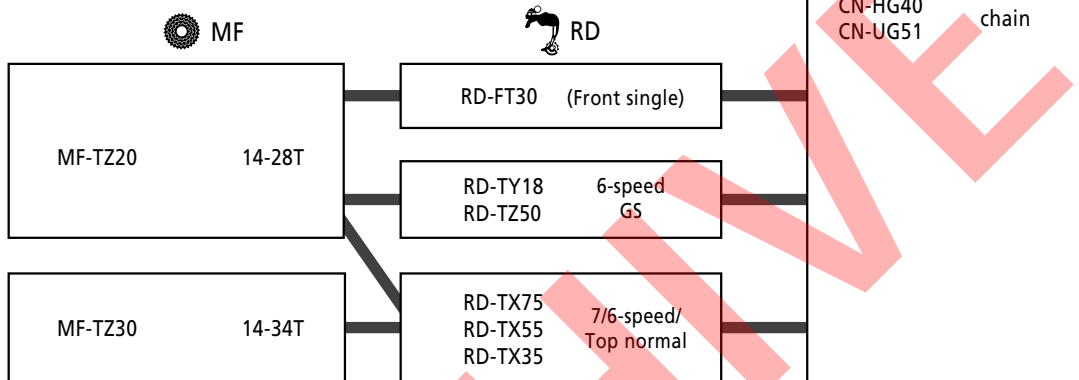 CN-HG40
CN-UG51
chain
MF
RD
MF-TZ20 14-28T
RD-FT30 (Front single)
RD-TY18
RD-TZ50
6-speed
GS
MF-TZ30 14-34T
RD-TX75
RD-TX55
RD-TX35
7/6-speed/
Top normal
HIVE